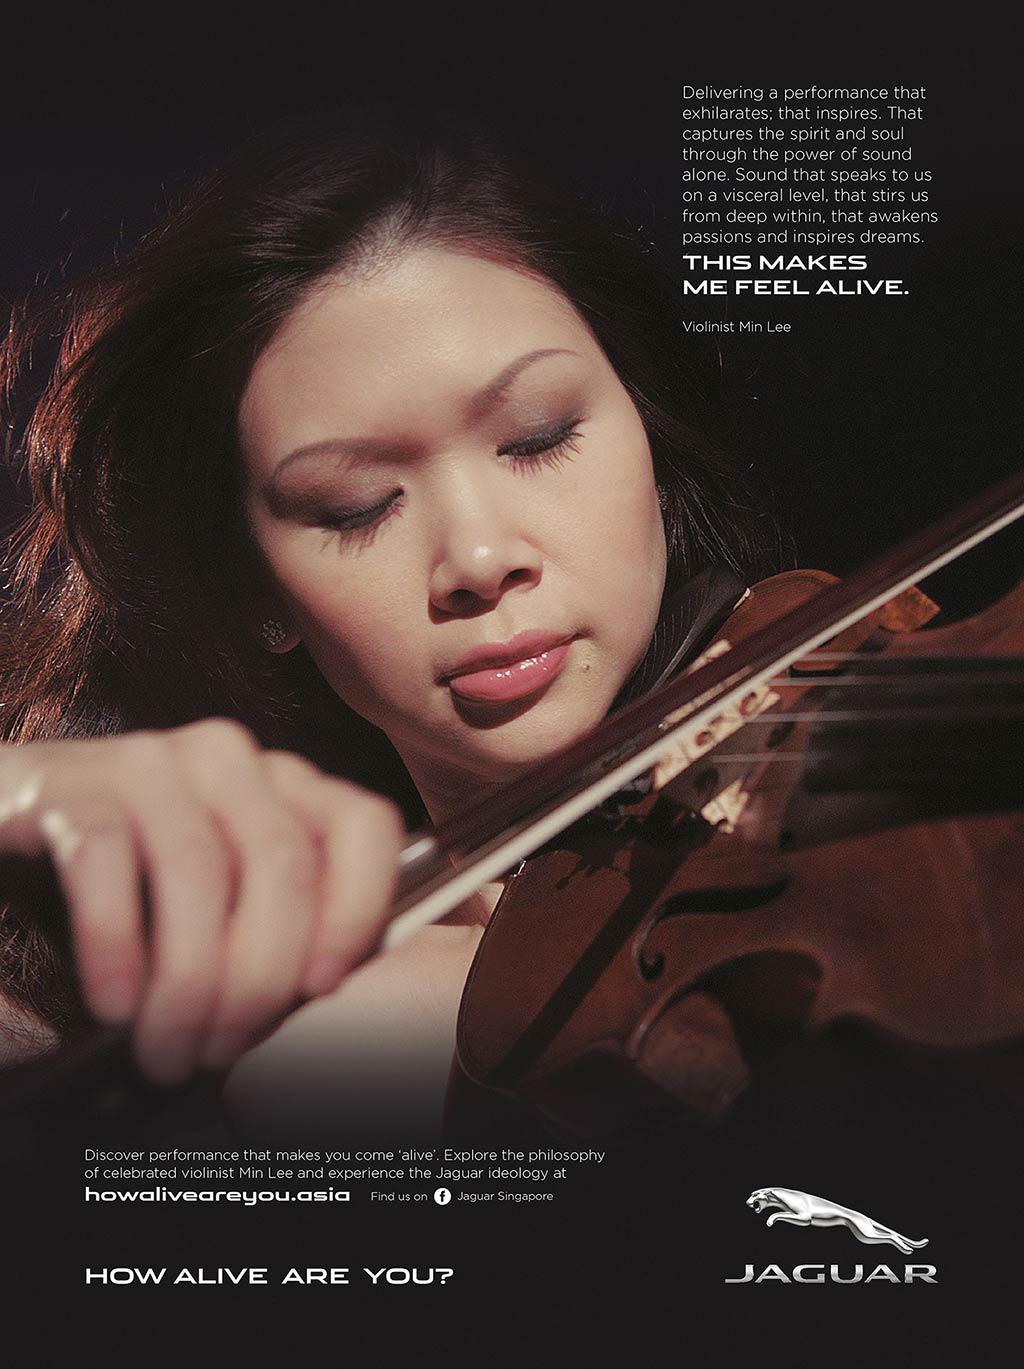 Delivering a performance that
exhilarates; that inspires. That
captures the spirit and soul
through the power of sound
alone. Sound that speaks to us
on a visceral level, that stirs us
from deep within, that awakens
passions and inspires dreams.
THIS MAKES
ME FEEL ALIVE.
Violinist Min Lee
Discover performance that makes you come ‘alive’. Explore the philosophy
of celebrated violinist Min Lee and experience the Jaguar ideology at
howaliveareyou.asia Find us on f Jaguar Singapore
HOW ALIVE ARE YOU?
JAGUAR